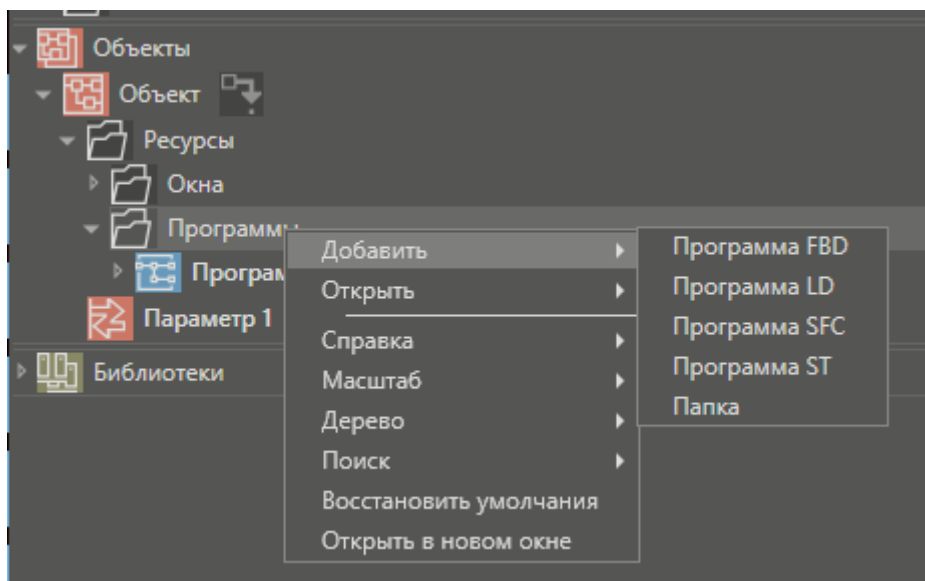 Объекты
Объект
Ресурсы
Окна
Программы
Добавить
Программа FBD
Открыть
Программа LD
Справка
Программа SFC
Масштаб
Программа ST
Дерево
Папка
Поиск
Восстановить умолчания
Открыть в новом окне
Програм
Параметр 1
Библиотеки